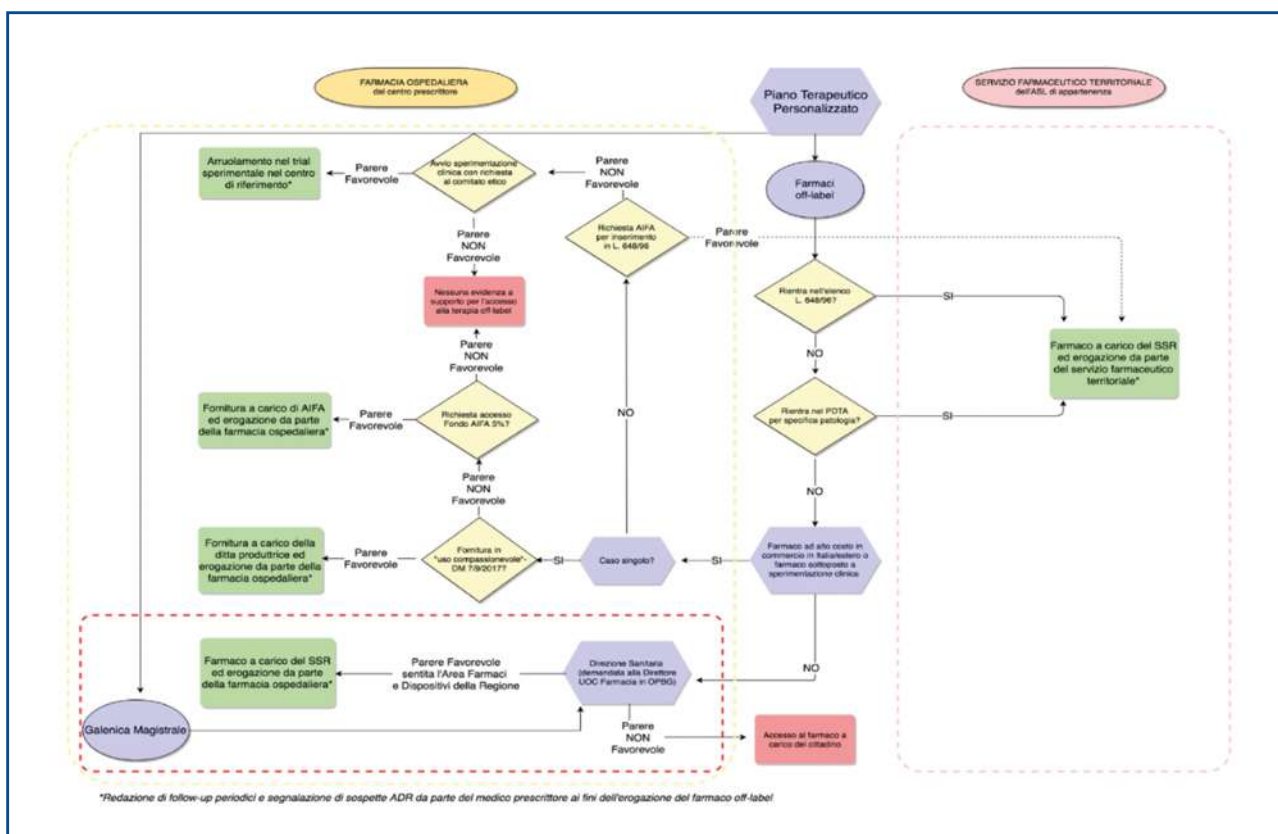 FARMACIA OSPEDALIERA
del centro prescrittore
Piano Terapeutico
Personalizzato
SERVIZIO FARMACEUTICO TERRITORIALE
dell'ASL di appartenenza
Arruolamento nel trial
sperimentale nel centro
di riferimento*
Parere
Favorevole
Avvio sperimentazione
clinica con richiesta
al comitato etico
Parere
NON
Favorevole
Farmaci
off-label
Richiesta AIFA
per inserimento
in L. 648/96
Parere
Favorevole
Parere
NON
Favorevole
Nessuna evidenza a
supporto per l'accesso
alla terapia off-label
Rientra nell'elenco
L. 648/96?
SI
NO
Farmaco a carico del SSR
ed erogazione da parte
del servizio farmaceutico
territoriale*
Parere
NON
Favorevole
Fornitura a carico di AIFA
ed erogazione da parte
della farmacia ospedaliera*
Parere
Favorevole
Richiesta accesso
Fondo AIFA 5%?
NO
Rientra nel PDTA
per specifica patologia?
SI
Parere
NON
Favorevole
NO
Fornitura a carico della
ditta produttrice ed
erogazione da parte della
farmacia ospedaliera*
Parere
Favorevole
Fornitura in
"uso compassionevole"-
DM 7/9/2017?
SI
Caso singolo?
SI
Farmaco ad alto costo in
commercio in Italia/estero o
farmaco sottoposto a
sperimentazione clinica
NO
Farmaco a carico del SSR
ed erogazione da parte
della farmacia ospedaliera*
Parere Favorevole
sentita l'Area Farmaci
e Dispositivi della Regione
Direzione Sanitaria
(demandata alla Direttore
UOC Farmacia in OPBG)
Galenica Magistrale
Parere
NON
Favorevole
Accesso al farmaco a
carico del cittadino
*Redazione di follow-up periodici e segnalazione di sospette ADR da parte del medico prescrittore ai fini dell'erogazione del farmaco off-label